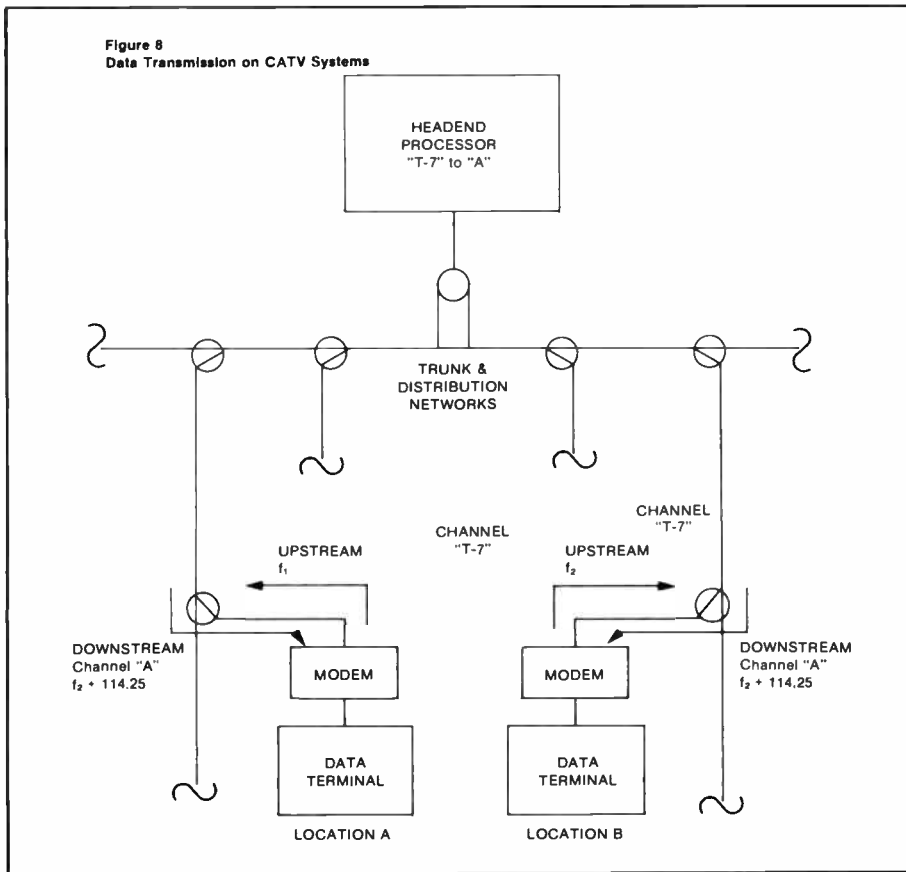 Figure 8
Data Transmission on CATV Systems
HEADEND
PROCESSOR
"T-7" to "A"
TRUNK &
DISTRIBUTION
NETWORKS
CHANNEL
"T-7"
CHANNEL
"T-7"
UPSTREAM
f₁
UPSTREAM
f₂
DOWNSTREAM
Channel "A"
f₂ + 114.25
MODEM
MODEM
DOWNSTREAM
Channel "A"
f₂ + 114.25
DATA
TERMINAL
DATA
TERMINAL
LOCATION A
LOCATION B